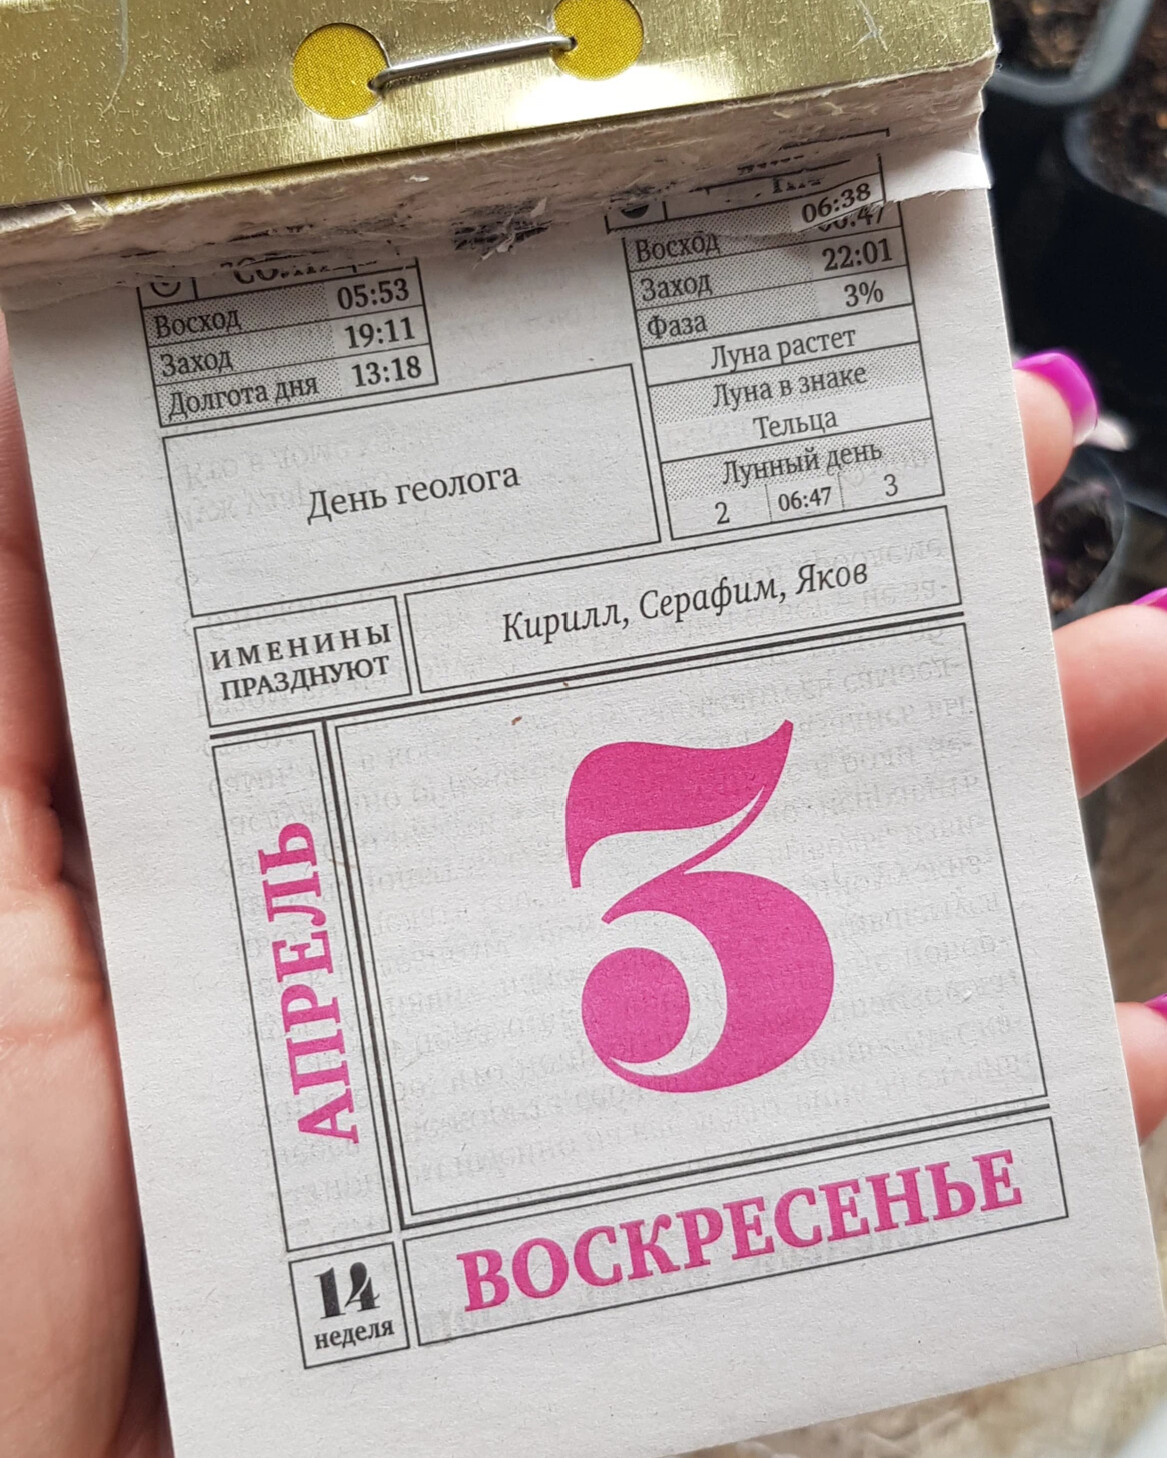 06:38
Восход 05:53
Заход 19:11
Долгота дня 13:18
Восход 06:47
Заход 22:01
Фаза 3%
Луна растет
Луна в знаке
Тельца
Лунный день
2 06:47 3
День геолога
ИМЕНИНЫ
ПРАЗДНУЮТ
Кирилл, Серафим, Яков
АПРЕЛЬ
3
14
неделя
ВОСКРЕСЕНЬЕ